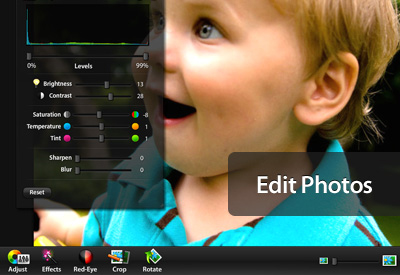 0% Levels 99%
Brightness 13
Contrast 28
Saturation -8
Temperature 1
Tint 1
Sharpen 0
Blur 0
Reset
Edit Photos
Adjust Effects Red-Eye Crop Rotate